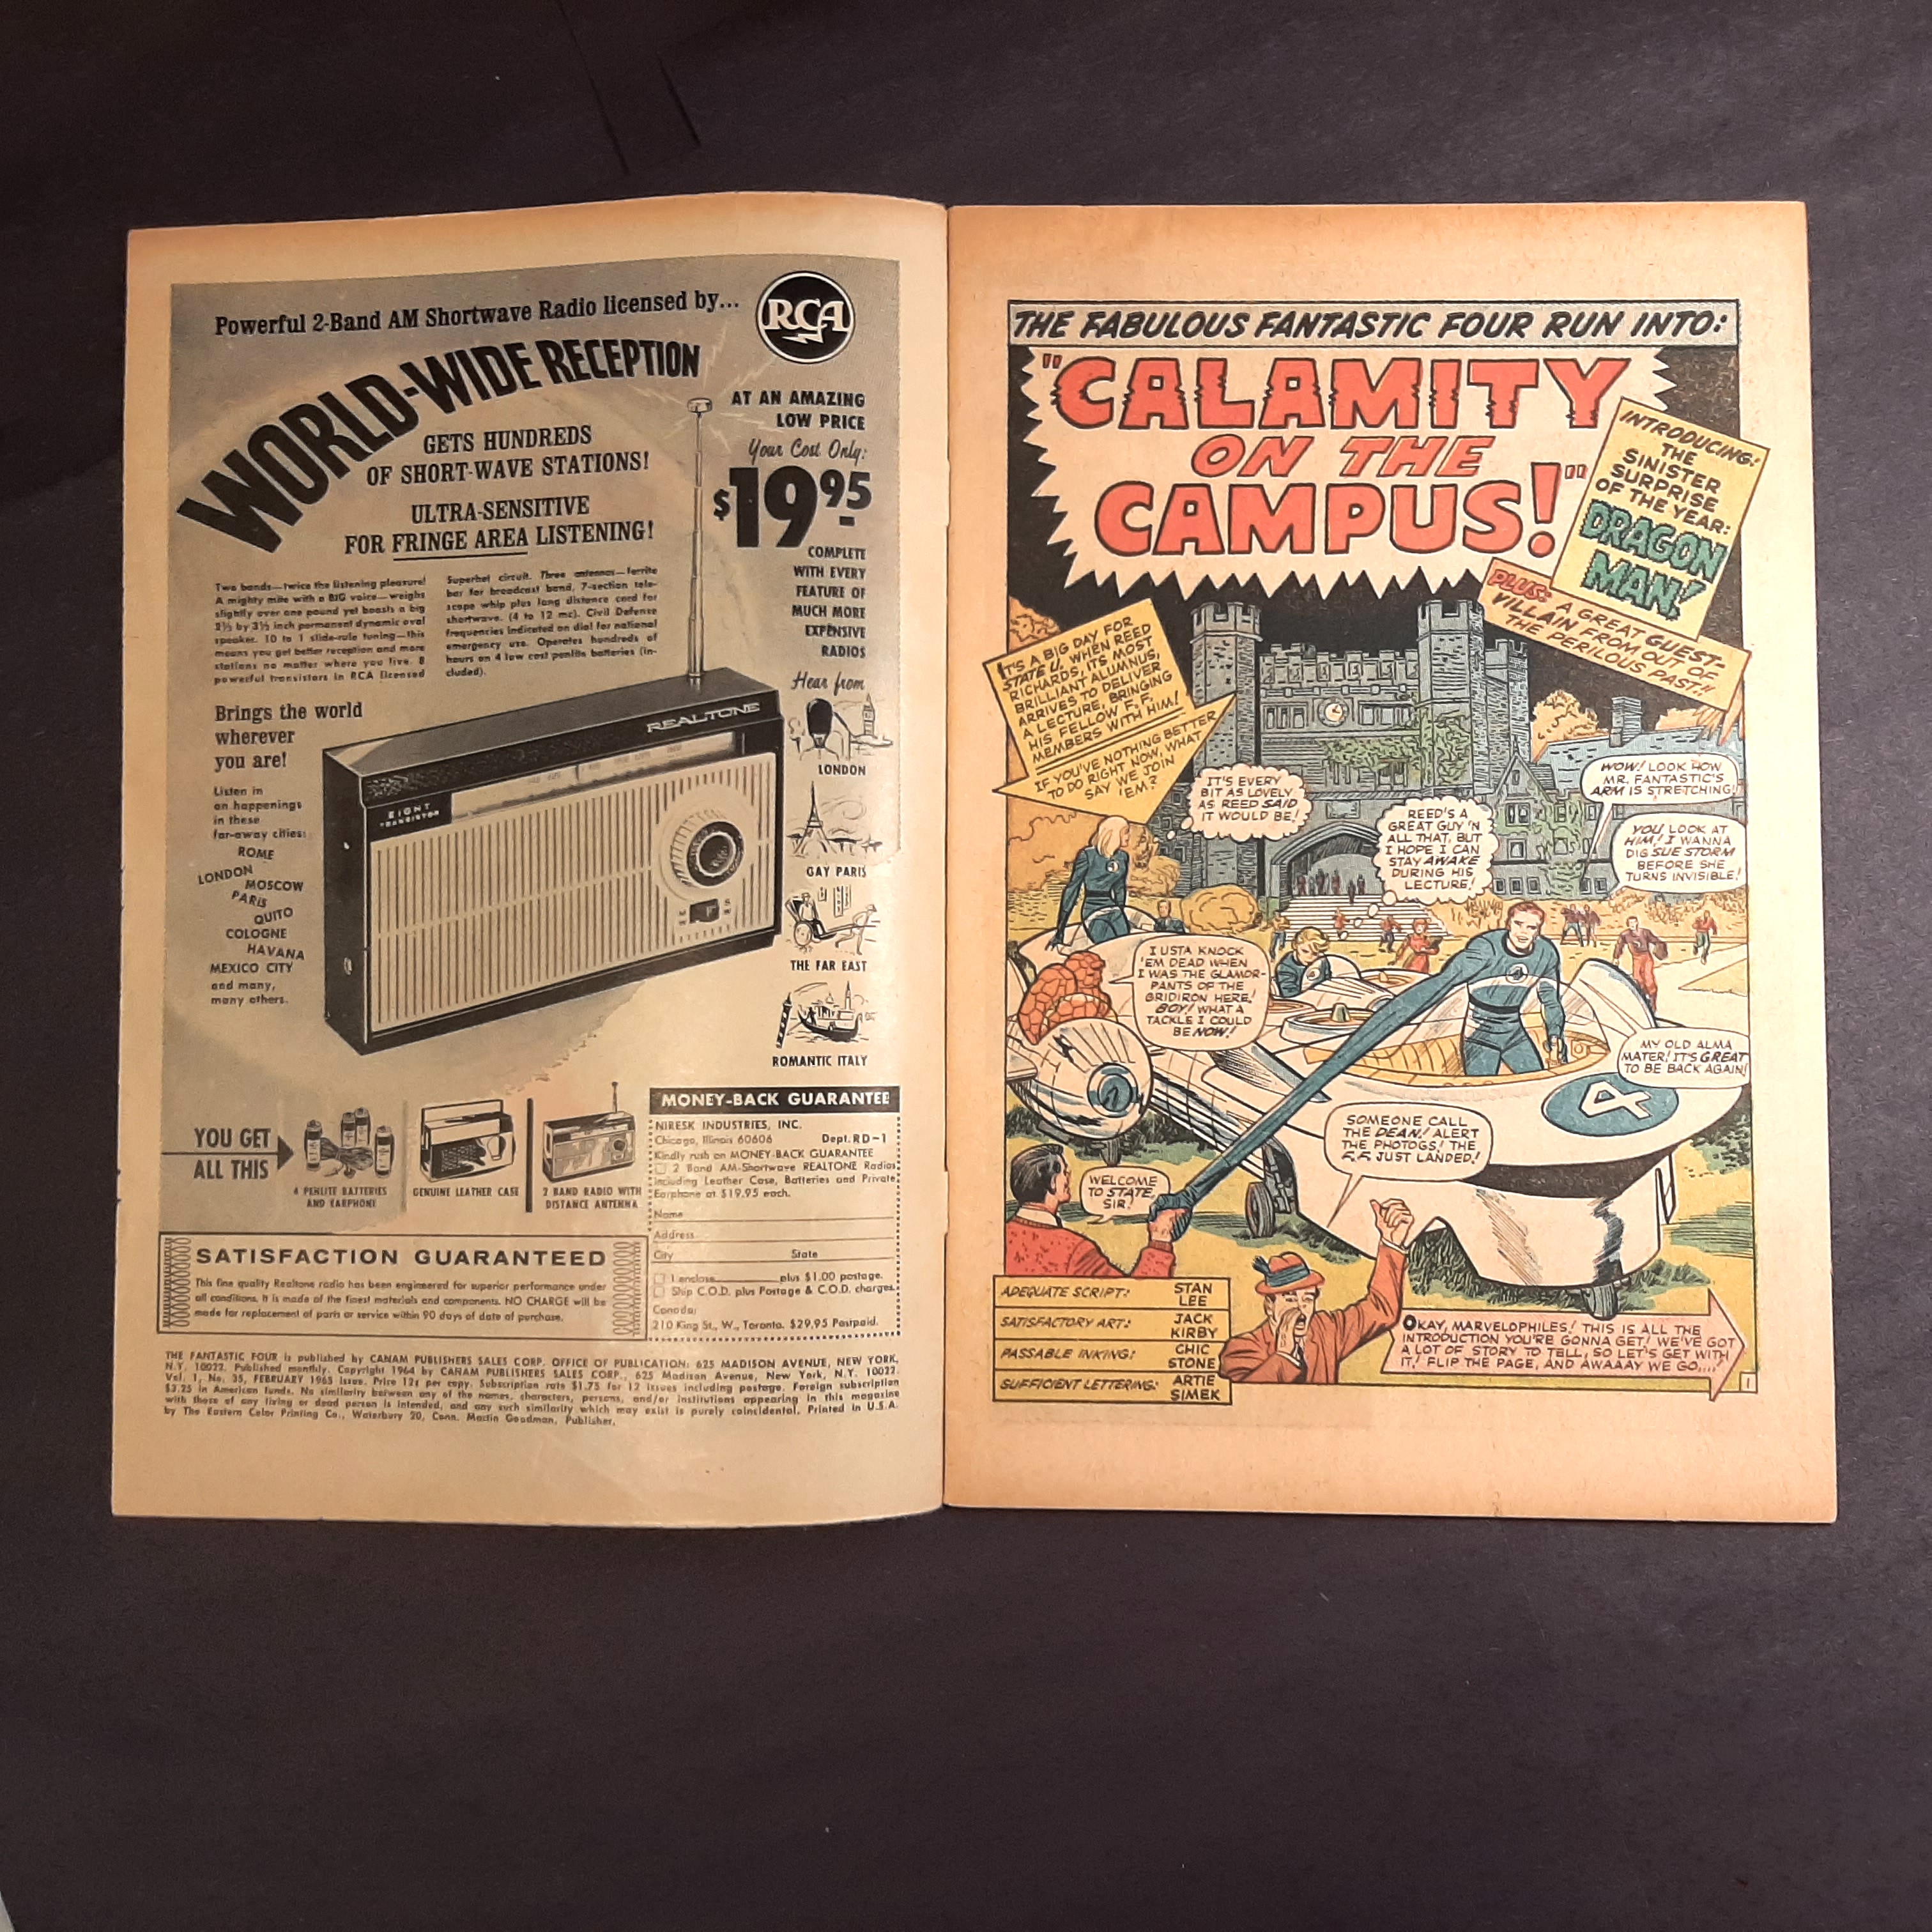 Powerful 2-Band AM Shortwave Radio licensed by...
RCA
WORLD-WIDE RECEPTION
GETS HUNDREDS
OF SHORT-WAVE STATIONS!
ULTRA-SENSITIVE
FOR FRINGE AREA LISTENING!
AT AN AMAZING
LOW PRICE
Your Cost Only:
$19.95
COMPLETE
WITH EVERY
FEATURE OF
MUCH MORE
EXPENSIVE
RADIOS
Two bands—twice the listening pleasure!
A mighty mite with a BIG voice—weighs
slightly over one pound yet boasts a big
2½ by 3½ inch permanent dynamic oval
speaker. 10 to 1 slide-rule tuning—this
means you get better reception and more
stations no matter where you live. 8
powerful transistors in RCA licensed
Superhet circuit. Three antennas—ferrite
bar for broadcast band, 7-section tele-
scope whip plus long distance cord for
shortwave. (4 to 12 mc). Civil Defense
frequencies indicated on dial for national
emergency use. Operates hundreds of
hours on 4 low cost penlite batteries (in-
cluded).
Brings the world
wherever
you are!
Listen in
on happenings
in these
far-away cities:
ROME
LONDON
MOSCOW
PARIS
QUITO
COLOGNE
HAVANA
MEXICO CITY
and many,
many others.
REALTONE
EIGHT
TRANSISTOR
Hear from
LONDON
GAY PARIS
THE FAR EAST
ROMANTIC ITALY
YOU GET
ALL THIS
4 PENLITE BATTERIES
AND EARPHONE
GENUINE LEATHER CASE
2 BAND RADIO WITH
DISTANCE ANTENNA
MONEY-BACK GUARANTEE
NIRESK INDUSTRIES, INC.
Chicago, Illinois 60606 Dept. RD-1
Kindly rush on MONEY-BACK GUARANTEE
2 Band AM-Shortwave REALTONE Radios
including Leather Case, Batteries and Private
Earphone at $19.95 each.
Name
Address
City State
I enclose plus $1.00 postage.
Ship C.O.D. plus Postage & C.O.D. charges.
Canada:
210 King St., W., Toronto. $29.95 Postpaid.
SATISFACTION GUARANTEED
This fine quality Realtone radio has been engineered for superior performance under
all conditions. It is made of the finest materials and components. NO CHARGE will be
made for replacement of parts or service within 90 days of date of purchase.
THE FANTASTIC FOUR is published by CANAM PUBLISHERS SALES CORP. OFFICE OF PUBLICATION: 625 MADISON AVENUE, NEW YORK,
N.Y. 10022. Published monthly. Copyright 1964 by CANAM PUBLISHERS SALES CORP., 625 Madison Avenue, New York, N.Y. 10022.
Vol. 1, No. 35, FEBRUARY 1965 issue. Price 12¢ per copy. Subscription rate $1.75 for 12 issues including postage. Foreign subscription
$3.25 in American funds. No similarity between any of the names, characters, persons, and/or institutions appearing in this magazine
with those of any living or dead person is intended, and any such similarity which may exist is purely coincidental. Printed in U.S.A.
by The Eastern Color Printing Co., Waterbury 20, Conn. Martin Goodman, Publisher.
THE FABULOUS FANTASTIC FOUR RUN INTO:
"CALAMITY
ON THE
CAMPUS!"
INTRODUCING:
THE
SINISTER
SURPRISE
OF THE YEAR:
DRAGON
MAN!
PLUS: A GREAT GUEST-
VILLAIN FROM OUT OF
THE PERILOUS PAST!!
IT'S A BIG DAY FOR
STATE U. WHEN REED
RICHARDS, ITS MOST
BRILLIANT ALUMNUS,
ARRIVES TO DELIVER
A LECTURE, BRINGING
HIS FELLOW F.F.
MEMBERS WITH HIM!
IF YOU'VE NOTHING BETTER
TO DO RIGHT NOW, WHAT
SAY WE JOIN
'EM?
IT'S EVERY
BIT AS LOVELY
AS REED SAID
IT WOULD BE!
REED'S A
GREAT GUY 'N
ALL THAT, BUT
I HOPE I CAN
STAY AWAKE
DURING HIS
LECTURE!
WOW! LOOK HOW
MR. FANTASTIC'S
ARM IS STRETCHING!
YOU LOOK AT
HIM! I WANNA
DIG SUE STORM
BEFORE SHE
TURNS INVISIBLE!
I USTA KNOCK
'EM DEAD WHEN
I WAS THE GLAMOR-
PANTS OF THE
GRIDIRON HERE!
BOY! WHAT A
TACKLE I COULD
BE NOW!
MY OLD ALMA
MATER! IT'S GREAT
TO BE BACK AGAIN!
4
SOMEONE CALL
THE DEAN! ALERT
THE PHOTOGS! THE
F.F. JUST LANDED!
WELCOME
TO STATE,
SIR!
ADEQUATE SCRIPT: STAN LEE
SATISFACTORY ART: JACK KIRBY
PASSABLE INKING: CHIC STONE
SUFFICIENT LETTERING: ARTIE SIMEK
OKAY, MARVELOPHILES! THIS IS ALL THE
INTRODUCTION YOU'RE GONNA GET! WE'VE GOT
A LOT OF STORY TO TELL, SO LET'S GET WITH
IT! FLIP THE PAGE, AND AWAAAY WE GO....!
1